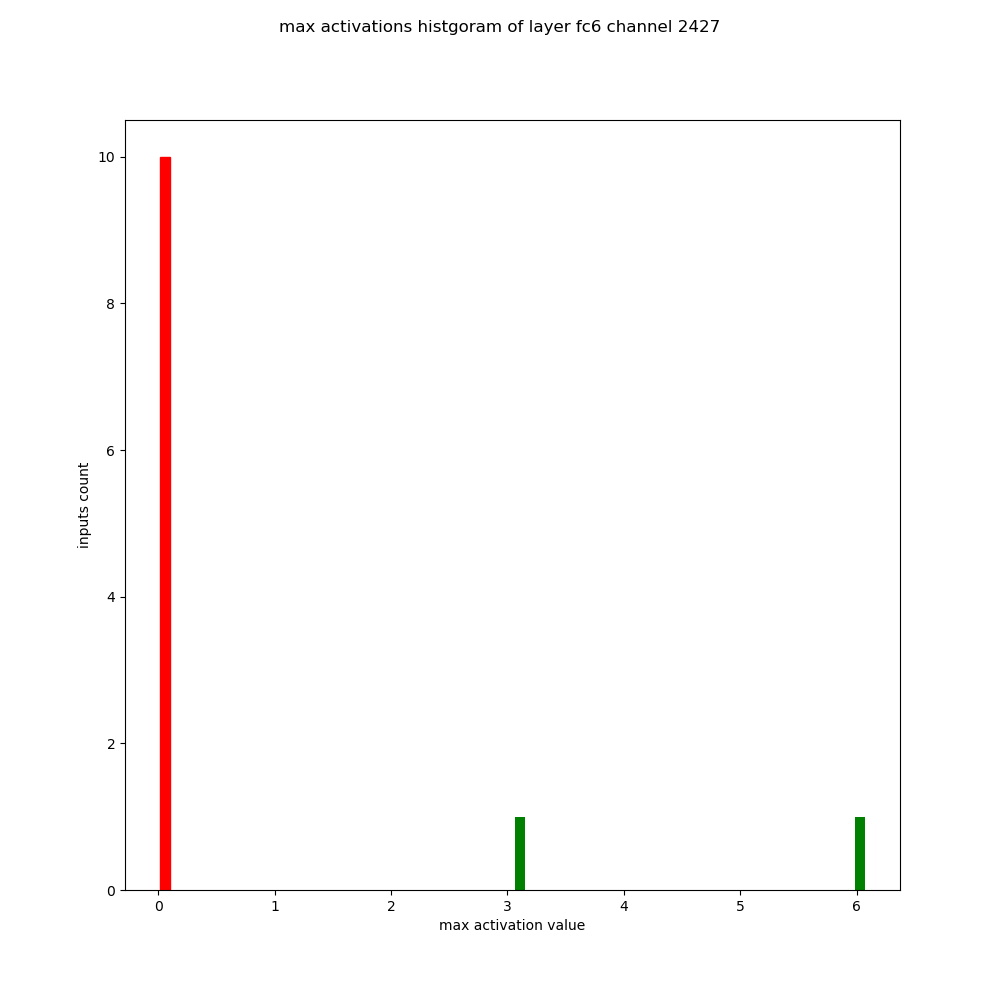 max activations histgoram of layer fc6 channel 2427
10
8
6
4
2
0
inputs count
0 1 2 3 4 5 6
max activation value